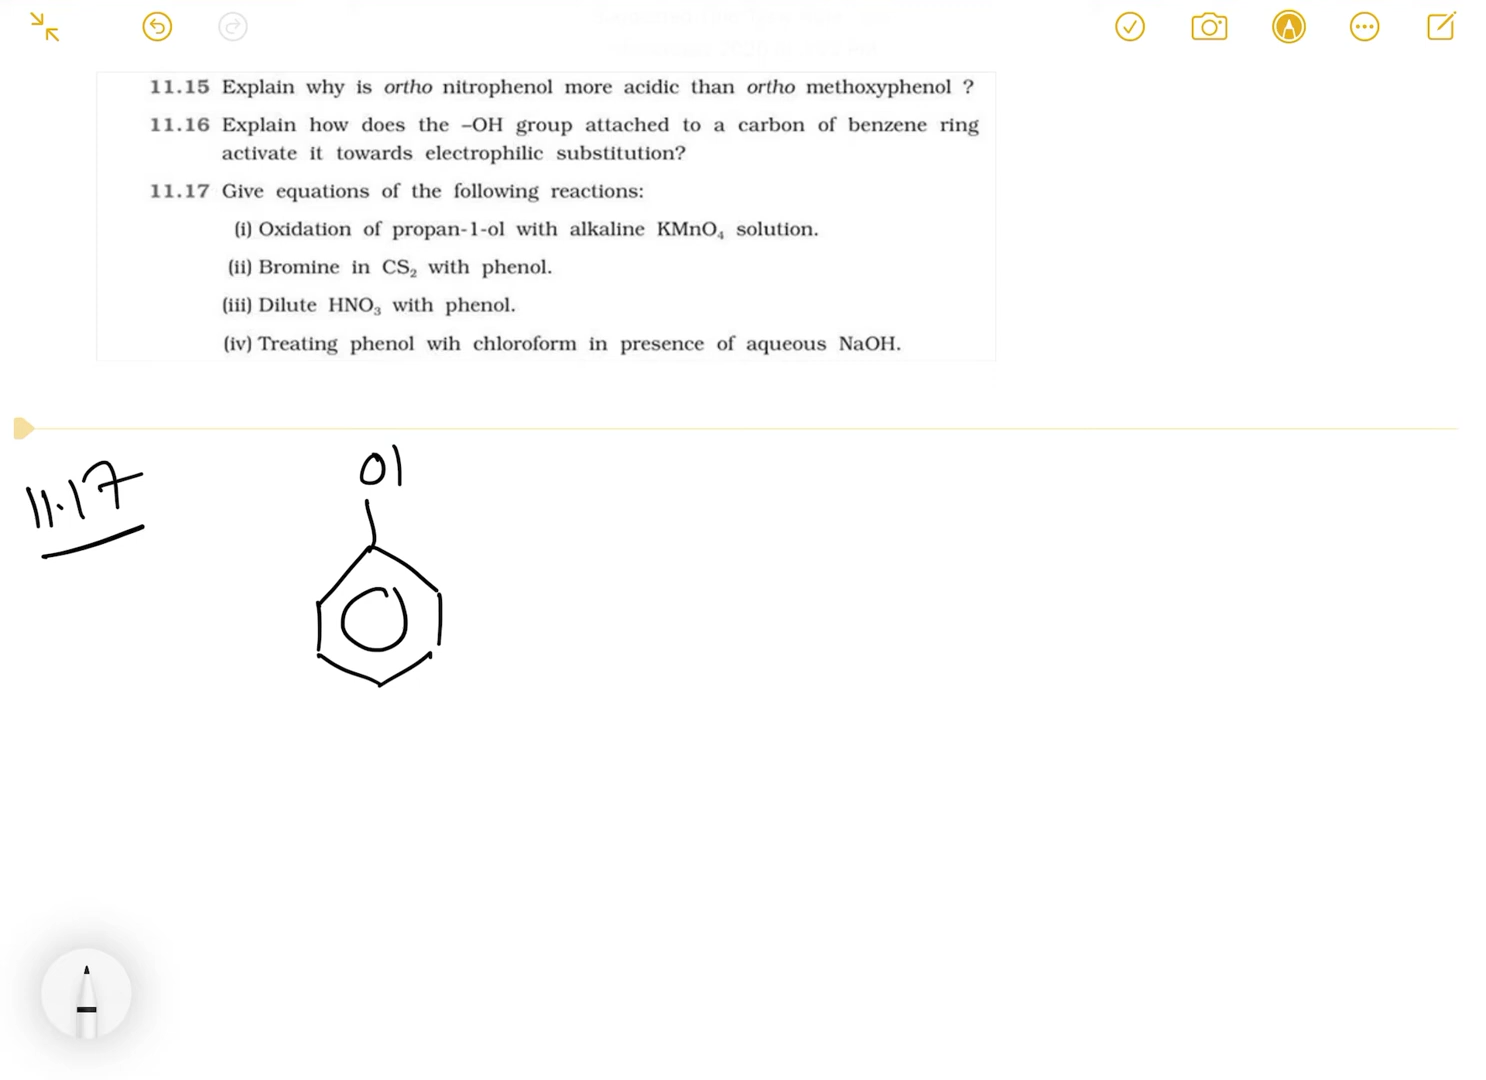 11.15 Explain why is ortho nitrophenol more acidic than ortho methoxyphenol ?
11.16 Explain how does the –OH group attached to a carbon of benzene ring
activate it towards electrophilic substitution?
11.17 Give equations of the following reactions:
(i) Oxidation of propan-1-ol with alkaline KMnO₄ solution.
(ii) Bromine in CS₂ with phenol.
(iii) Dilute HNO₃ with phenol.
(iv) Treating phenol wih chloroform in presence of aqueous NaOH.
11.17